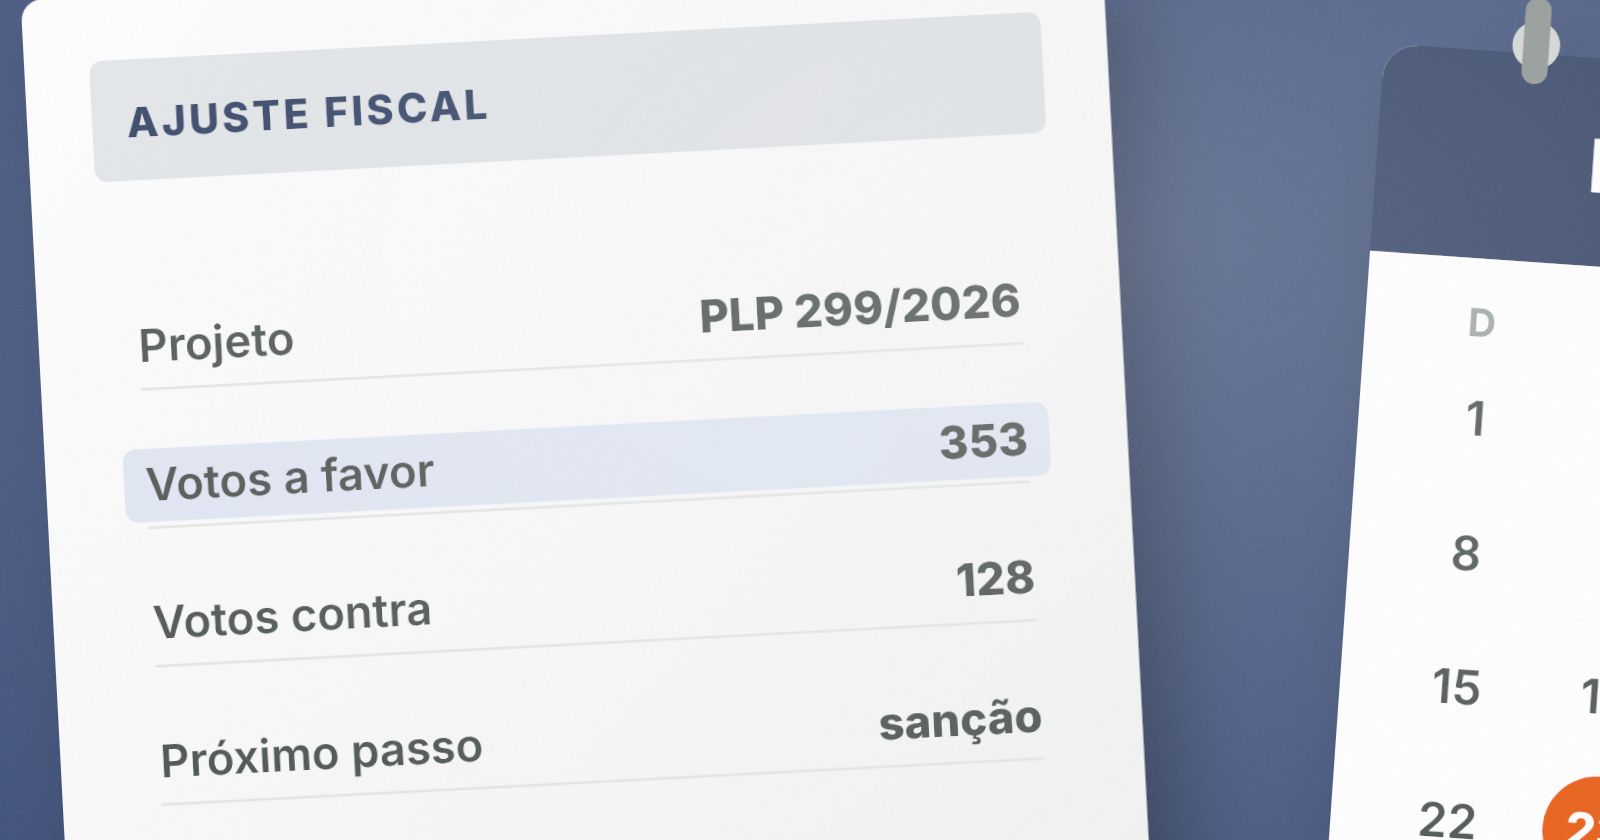 AJUSTE FISCAL
Projeto PLP 299/2026
Votos a favor 353
Votos contra 128
Próximo passo sanção
D
1
8
15
22